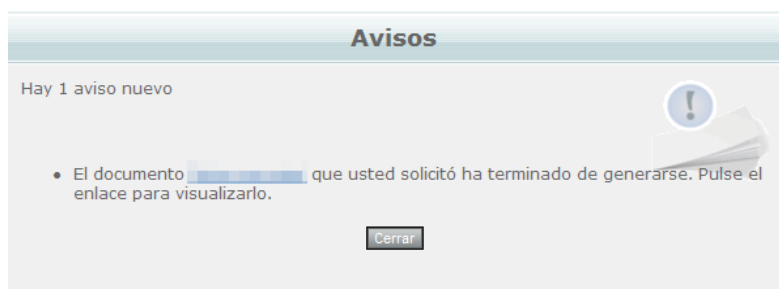 Avisos
Hay 1 aviso nuevo
El documento que usted solicitó ha terminado de generarse. Pulse el
enlace para visualizarlo.
Cerrar